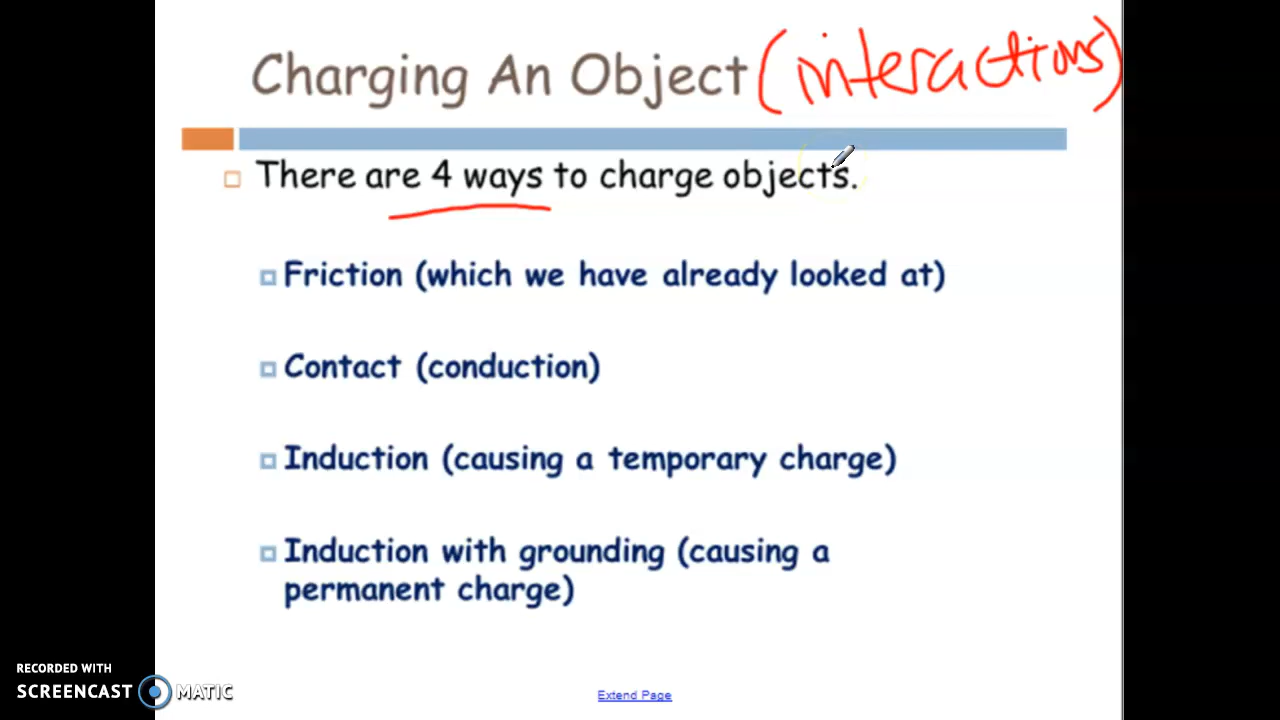 Charging An Object (interactions)
There are 4 ways to charge objects.
Friction (which we have already looked at)
Contact (conduction)
Induction (causing a temporary charge)
Induction with grounding (causing a
permanent charge)
RECORDED WITH
SCREENCAST MATIC
Extend Page